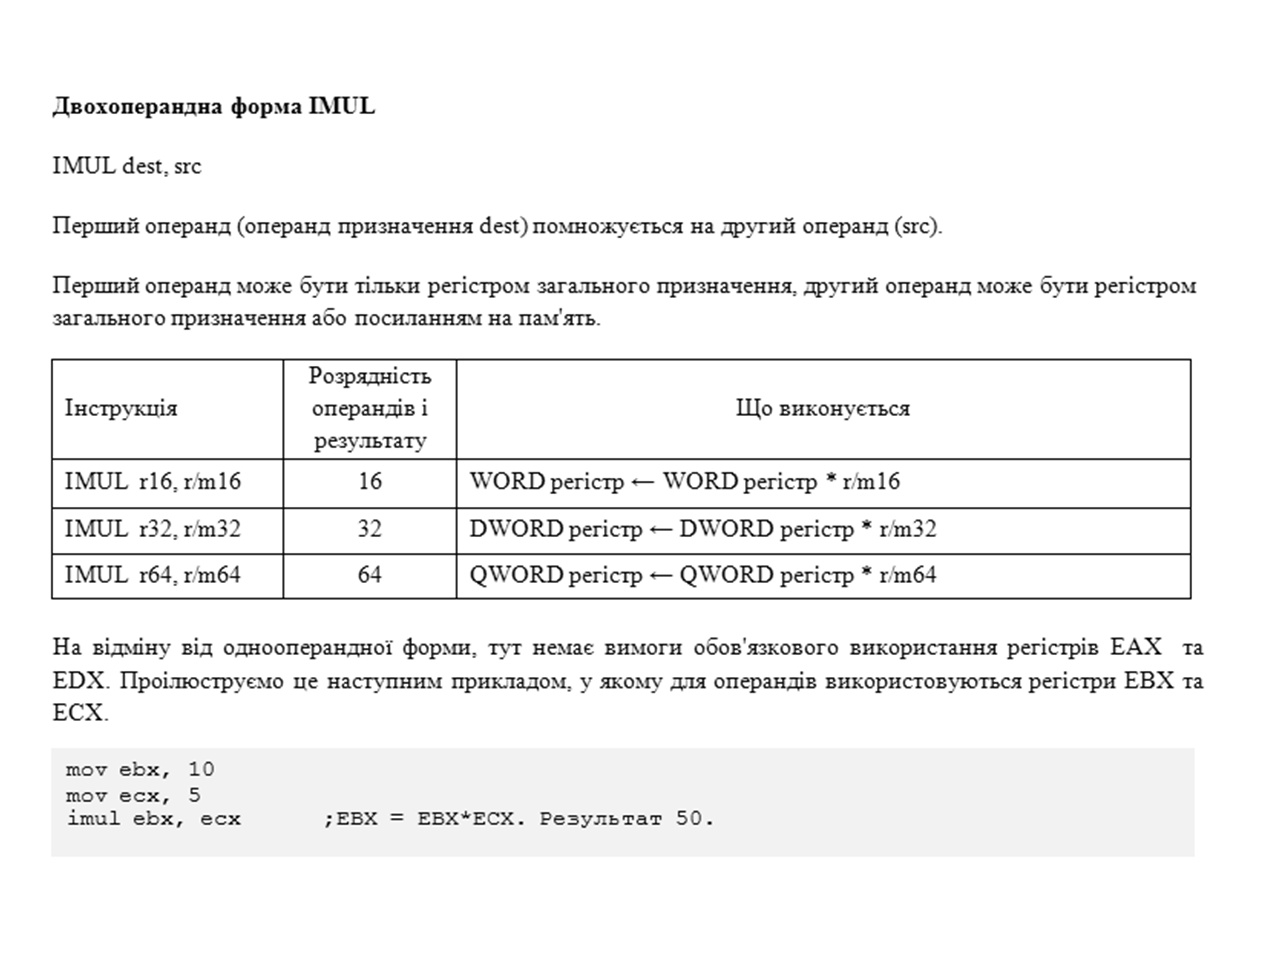 Двохоперандна форма IMUL
IMUL dest, src
Перший операнд (операнд призначення dest) помножується на другий операнд (src).
Перший операнд може бути тільки регістром загального призначення, другий операнд може бути регістром
загального призначення або посиланням на пам'ять.
Інструкція
Розрядність
операндів і
результату
Що виконується
IMUL r16, r/m16 16 WORD регістр ← WORD регістр * r/m16
IMUL r32, r/m32 32 DWORD регістр ← DWORD регістр * r/m32
IMUL r64, r/m64 64 QWORD регістр ← QWORD регістр * r/m64
На відміну від однооперандної форми, тут немає вимоги обов'язкового використання регістрів EAX та
EDX. Проілюструємо це наступним прикладом, у якому для операндів використовуються регістри EBX та
ECX.
mov ebx, 10
mov ecx, 5
imul ebx, ecx ;EBX = EBX*ECX. Результат 50.